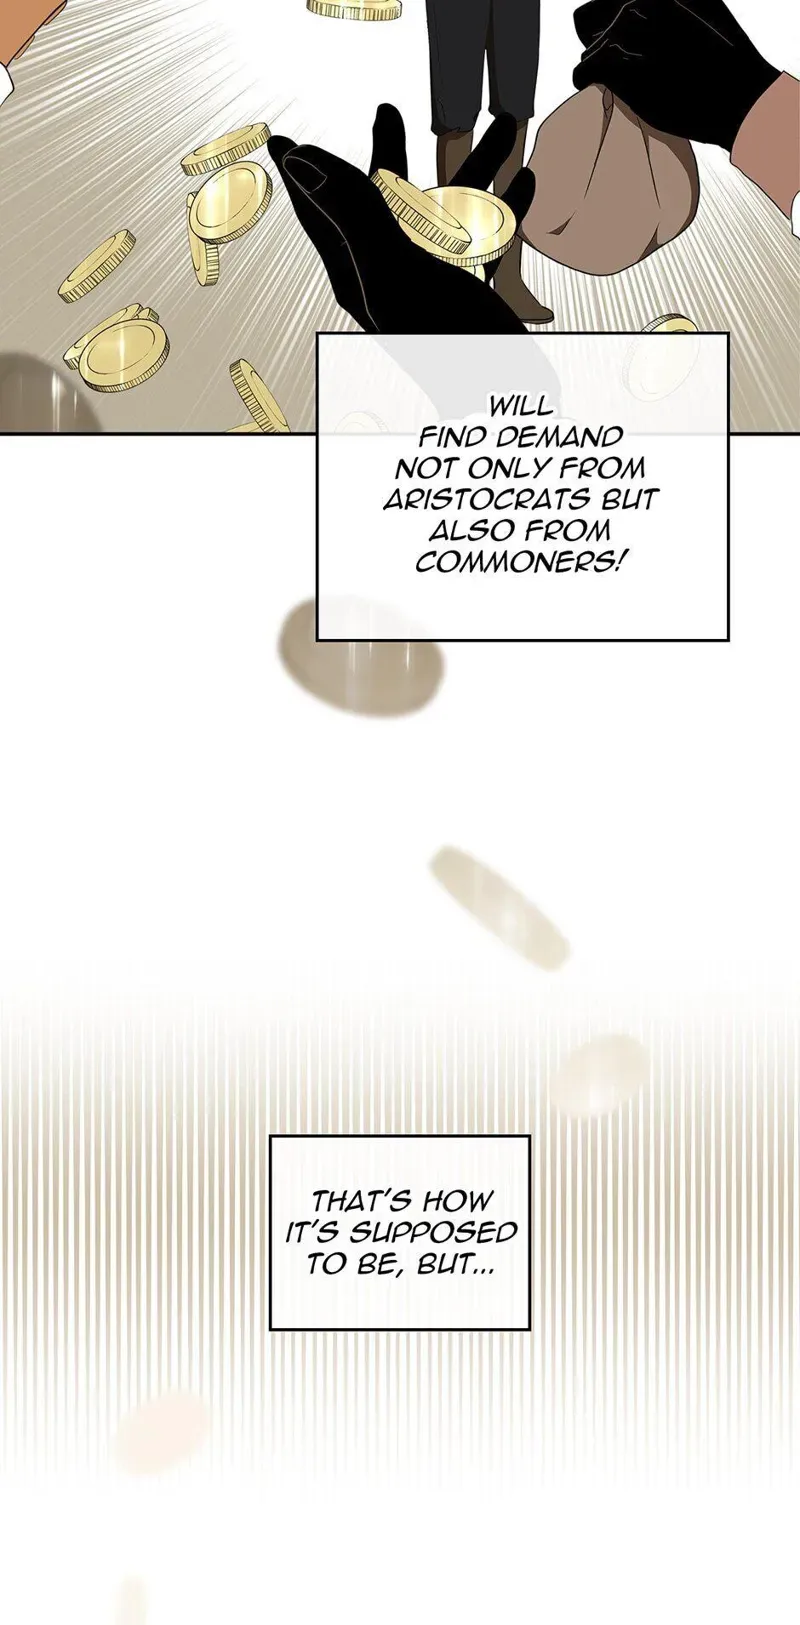 WILL
FIND DEMAND
NOT ONLY FROM
ARISTOCRATS BUT
ALSO FROM
COMMONERS!
THAT'S HOW
IT'S SUPPOSED
TO BE, BUT...